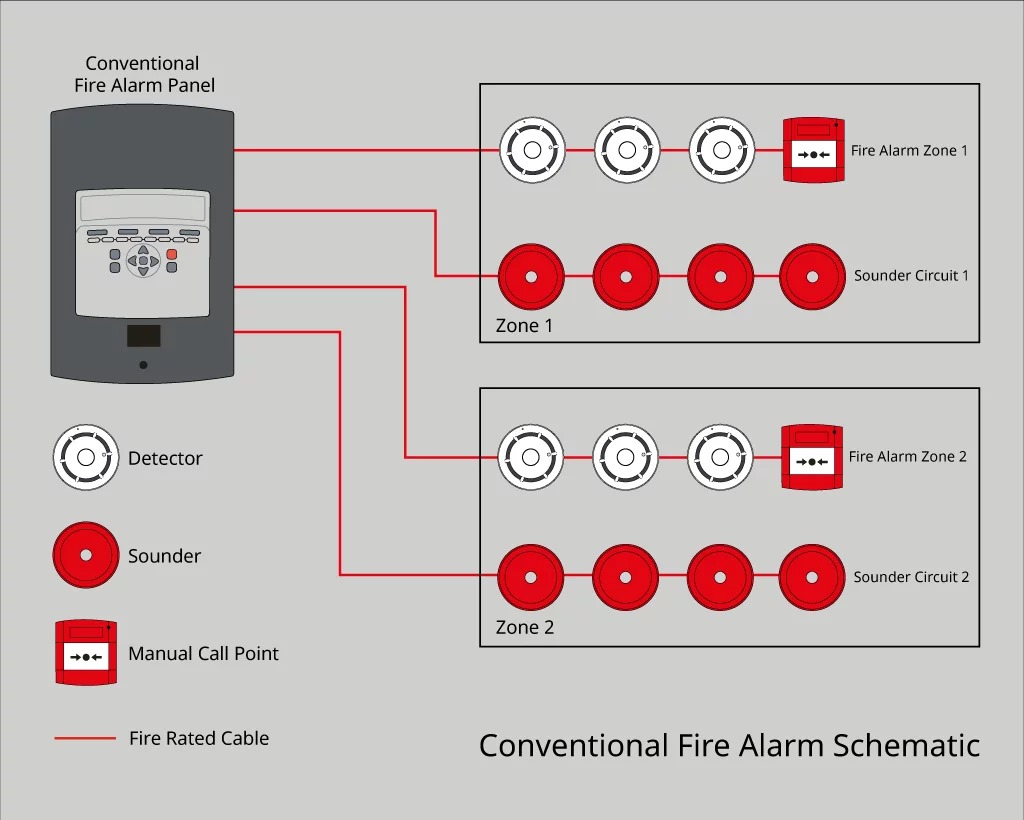 Conventional
Fire Alarm Panel
Fire Alarm Zone 1
Sounder Circuit 1
Zone 1
Fire Alarm Zone 2
Sounder Circuit 2
Zone 2
Detector
Sounder
Manual Call Point
Fire Rated Cable
Conventional Fire Alarm Schematic